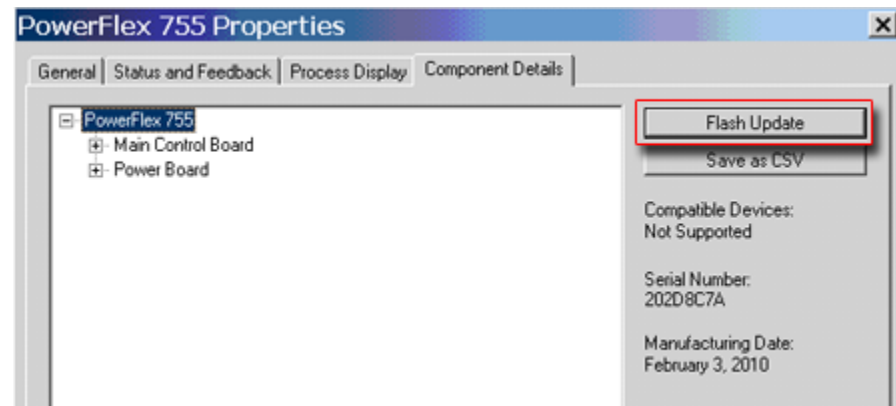 PowerFlex 755 Properties
General Status and Feedback Process Display Component Details
PowerFlex 755
Main Control Board
Power Board
Flash Update
Save as CSV
Compatible Devices:
Not Supported
Serial Number:
202D8C7A
Manufacturing Date:
February 3, 2010